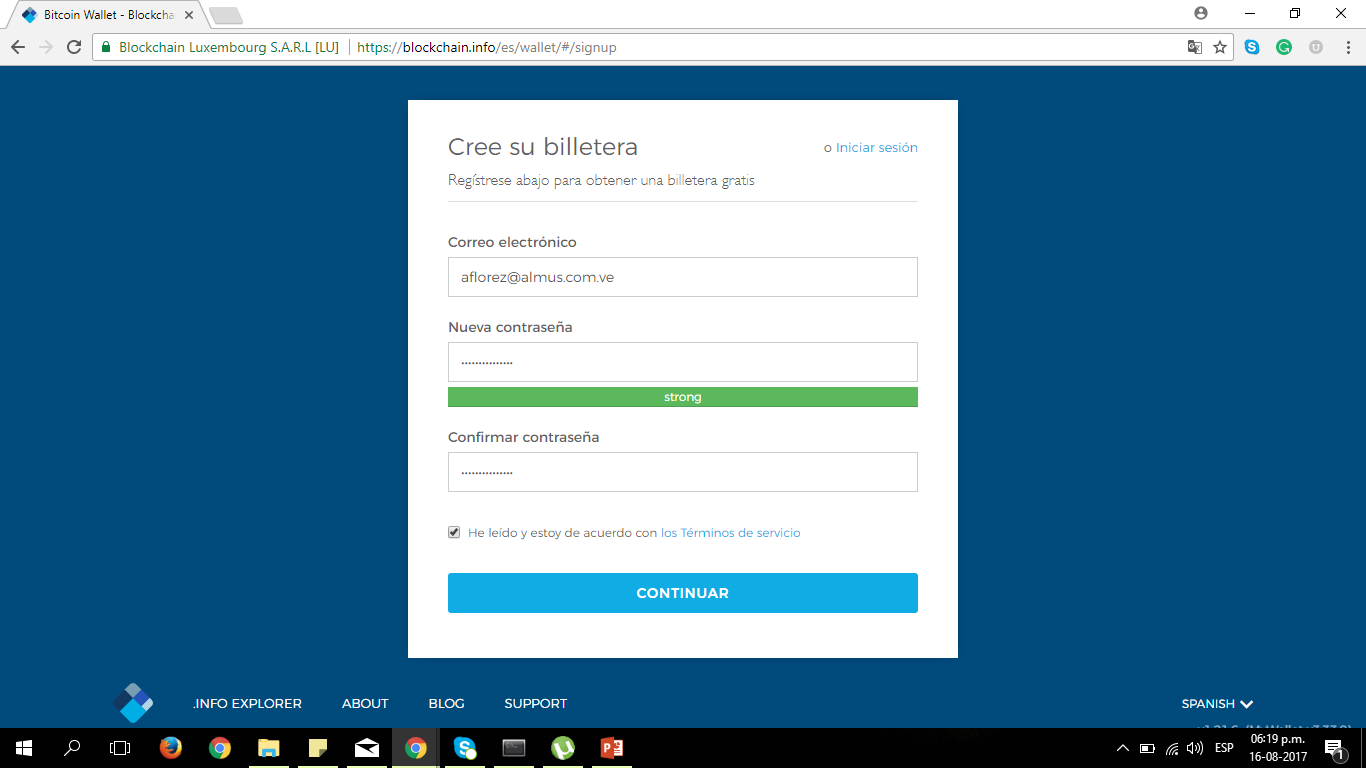 Bitcoin Wallet - Blockcha
Blockchain Luxembourg S.A.R.L [LU]
https://blockchain.info/es/wallet/#/signup
Cree su billetera
o Iniciar sesión
Regístrese abajo para obtener una billetera gratis
Correo electrónico
aflorez@almus.com.ve
Nueva contraseña
strong
Confirmar contraseña
He leído y estoy de acuerdo con los Términos de servicio
CONTINUAR
.INFO EXPLORER
ABOUT
BLOG
SUPPORT
SPANISH
ESP
06:19 p.m.
16-08-2017
1